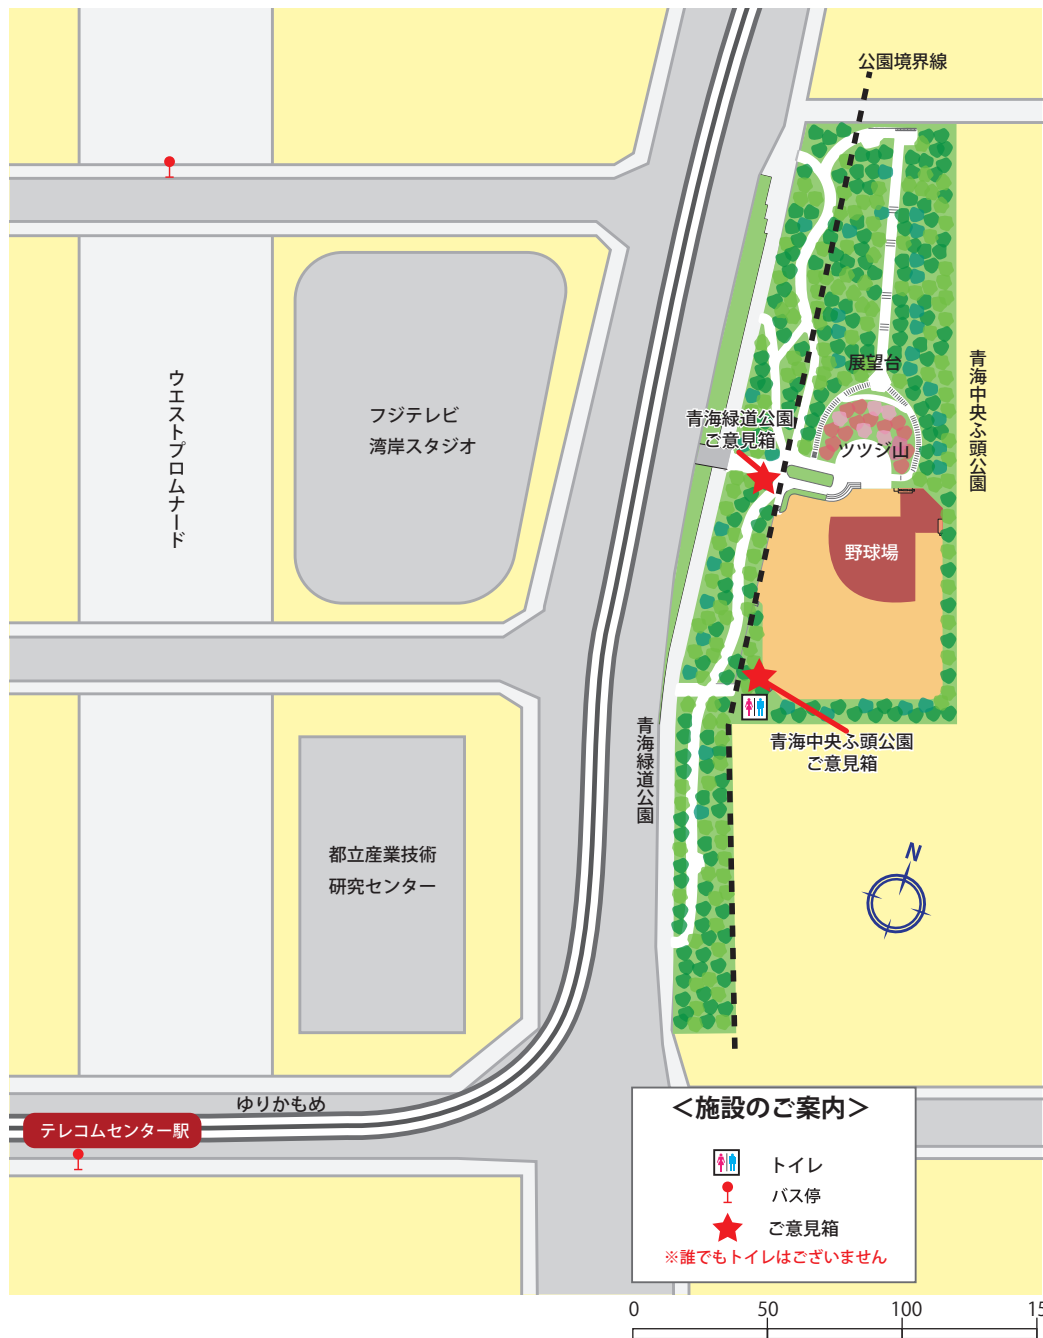 公園境界線
展望台
青海中央ふ頭公園
ウエストプロムナード
フジテレビ
湾岸スタジオ
青海緑道公園
ご意見箱
ツツジ山
野球場
青海緑道公園
青海中央ふ頭公園
ご意見箱
都立産業技術
研究センター
N
ゆりかもめ
テレコムセンター駅
＜施設のご案内＞
トイレ
バス停
ご意見箱
※誰でもトイレはございません
0 50 100 15